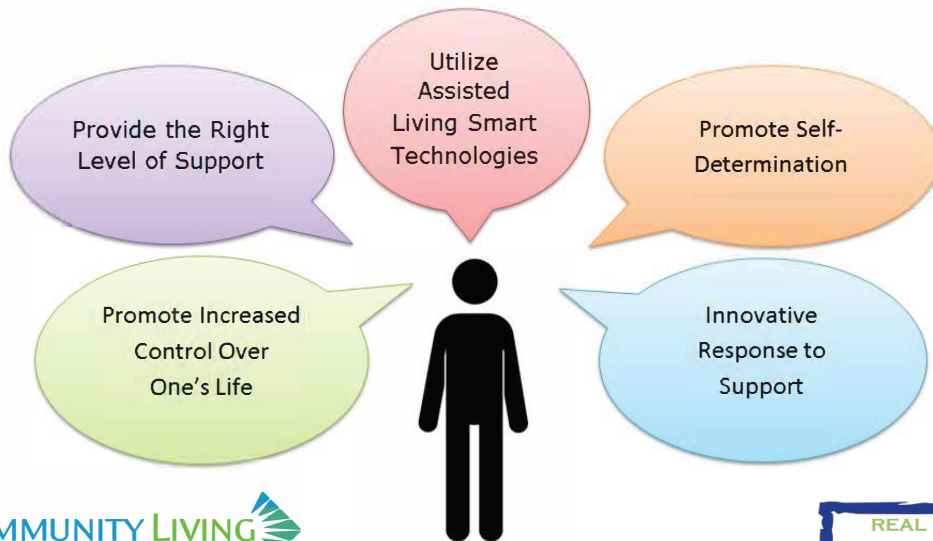 Utilize
Assisted
Living Smart
Technologies
Provide the Right
Level of Support
Promote Self-
Determination
Promote Increased
Control Over
One's Life
Innovative
Response to
Support
MMUNITY LIVING
REAL